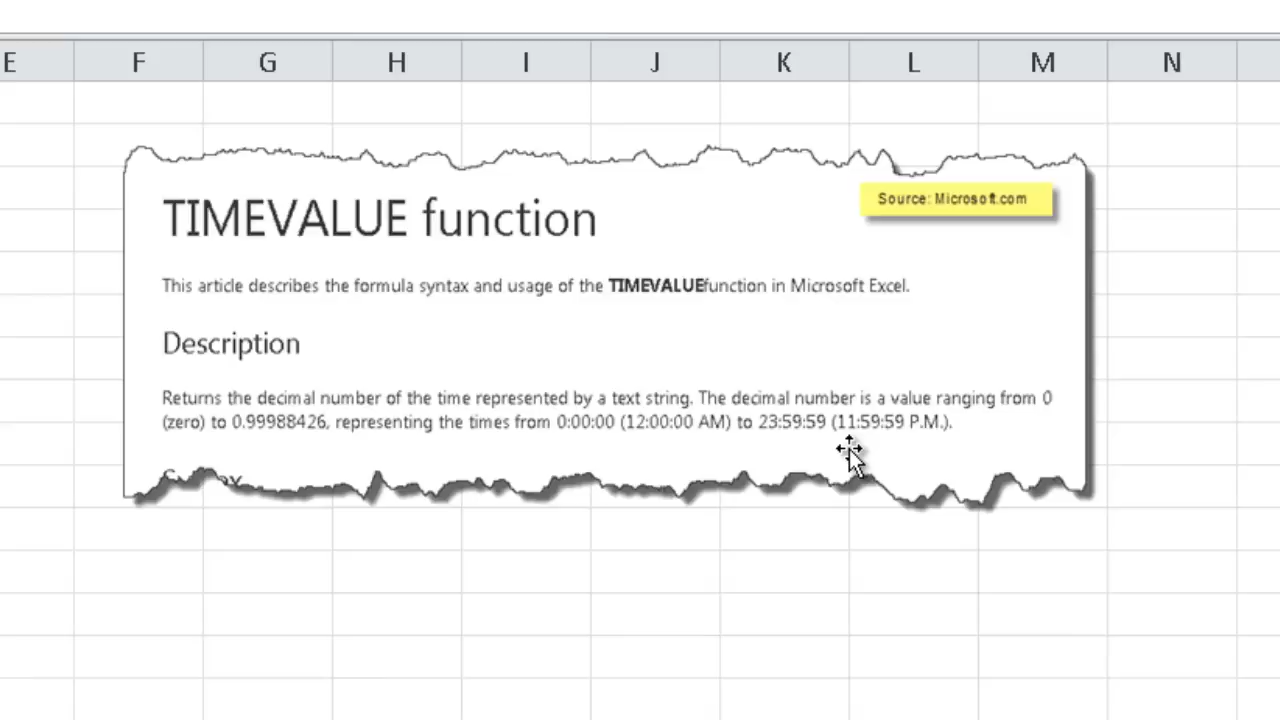 E F G H I J K L M N
TIMEVALUE function
Source: Microsoft.com
This article describes the formula syntax and usage of the TIMEVALUEfunction in Microsoft Excel.
Description
Returns the decimal number of the time represented by a text string. The decimal number is a value ranging from 0
(zero) to 0.99988426, representing the times from 0:00:00 (12:00:00 AM) to 23:59:59 (11:59:59 P.M.).